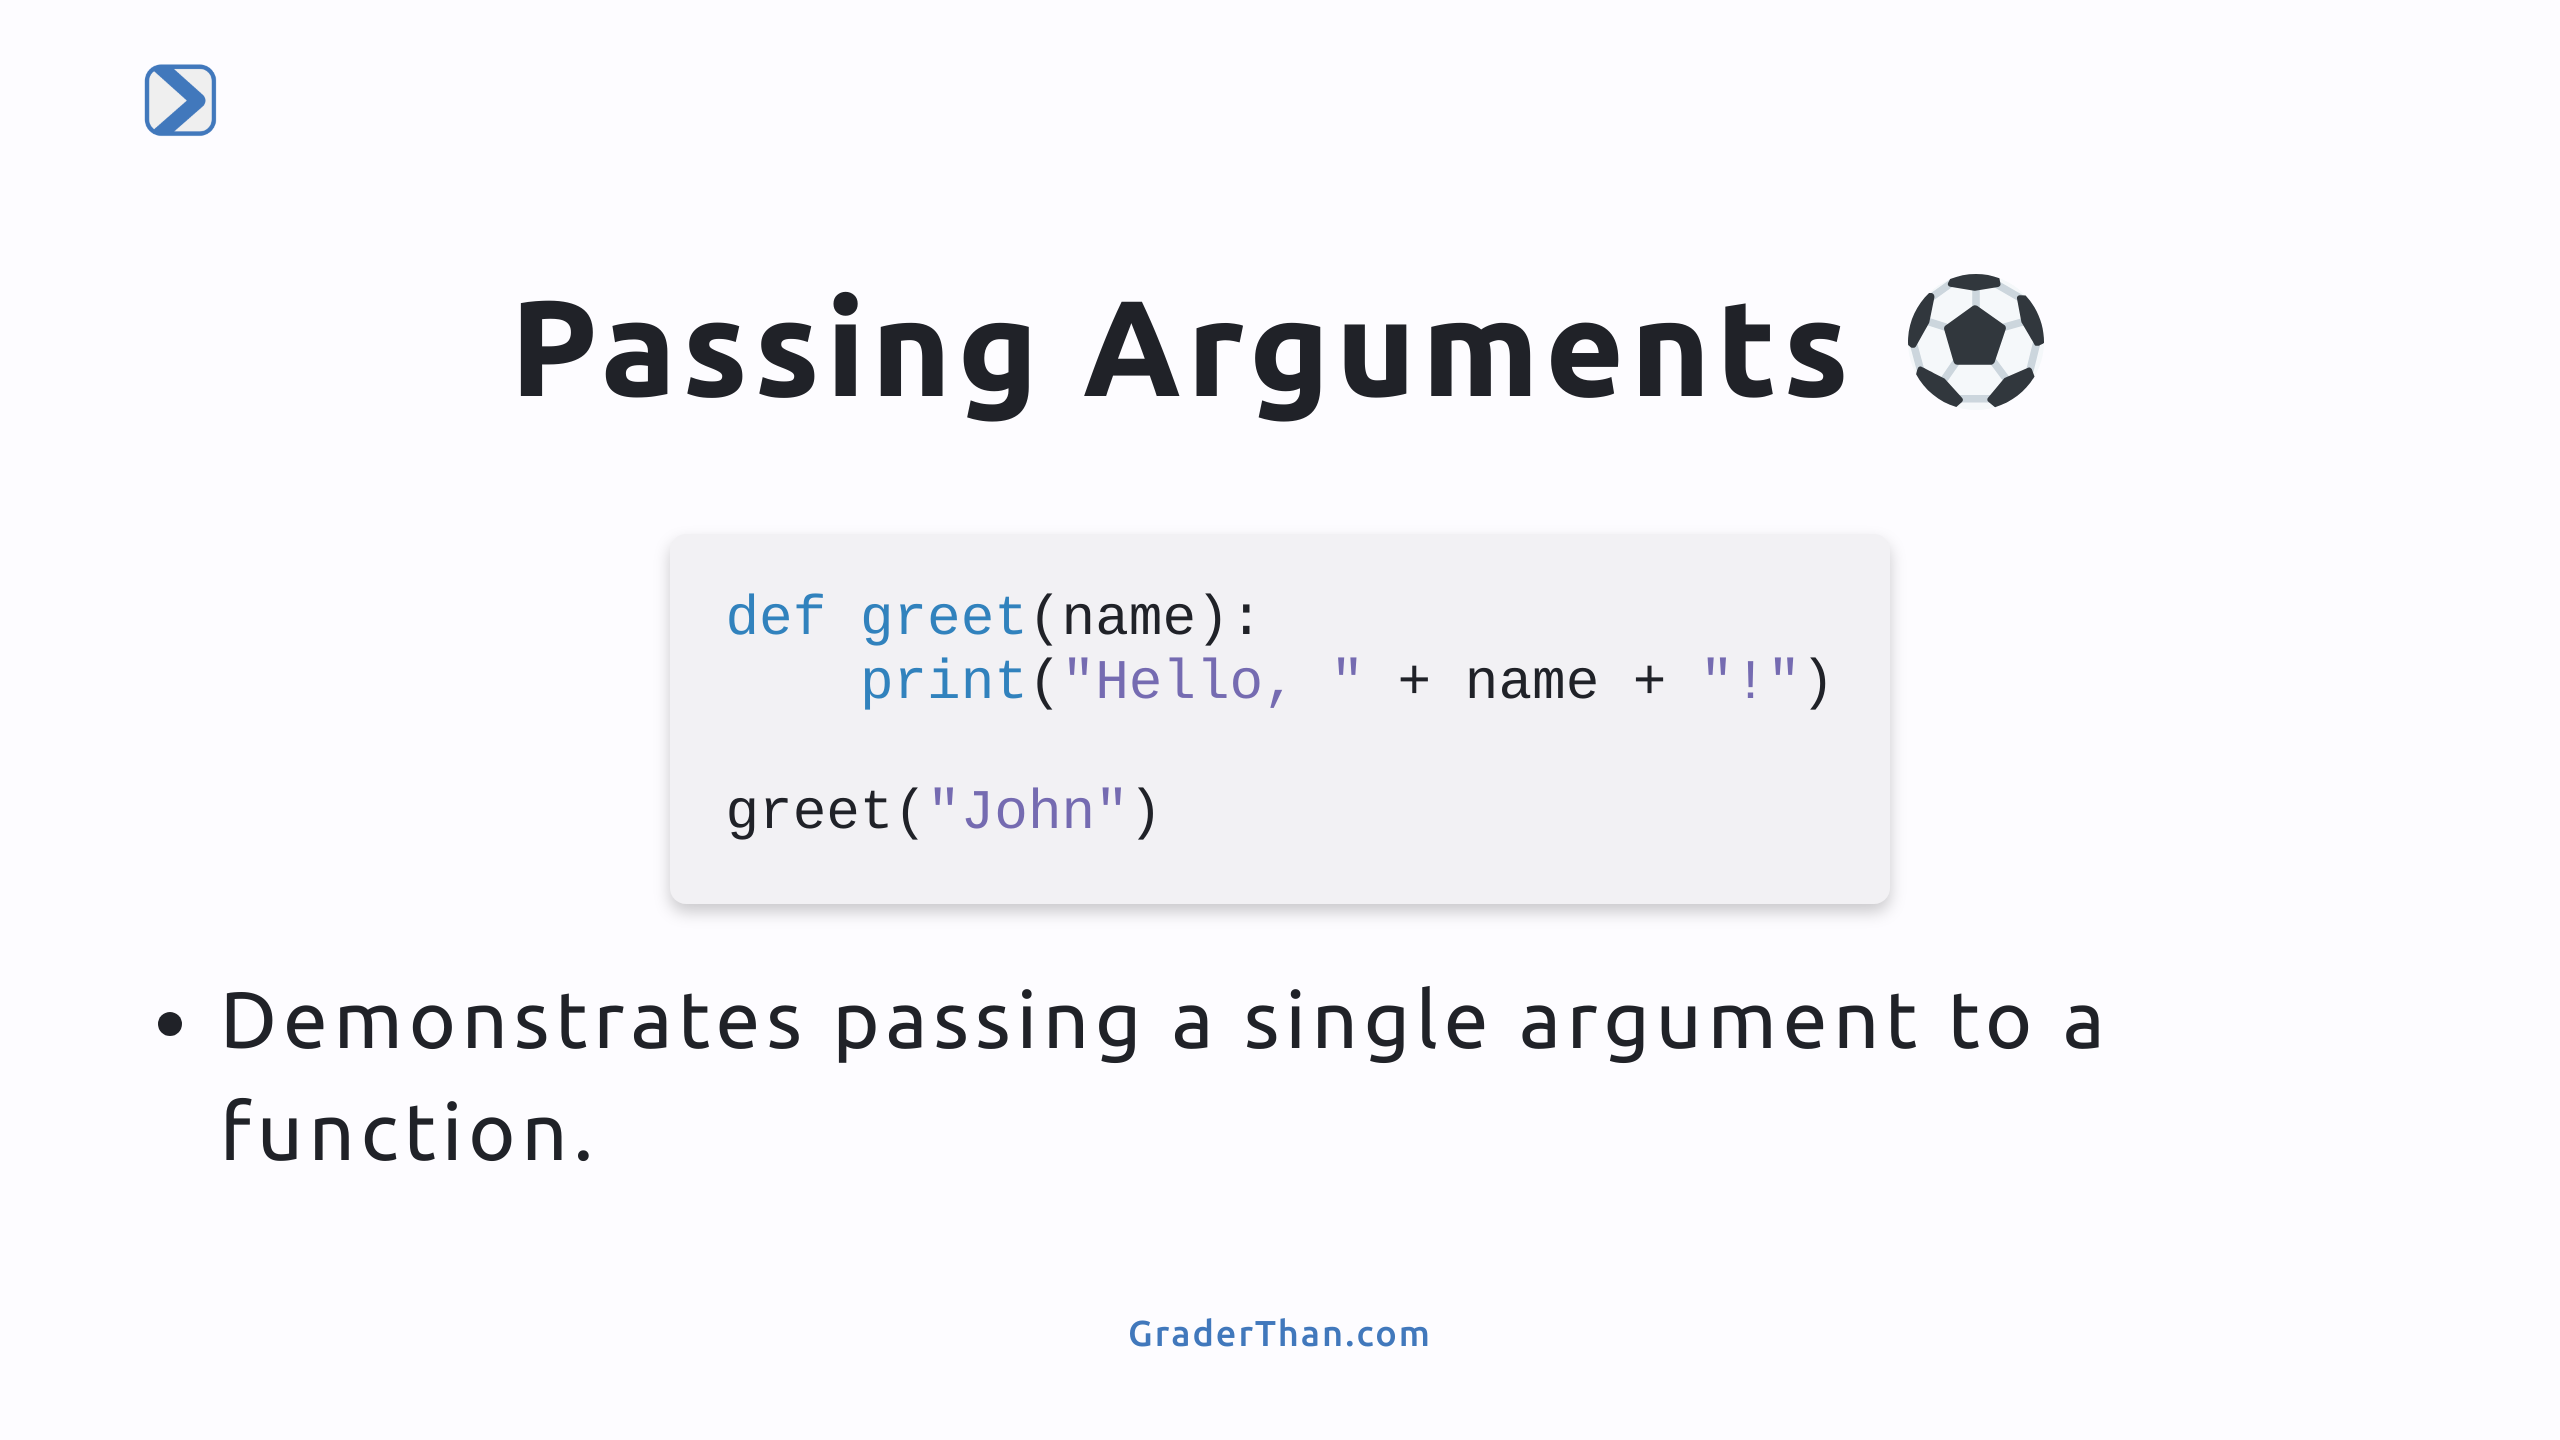 Passing Arguments
def greet(name):
    print("Hello, " + name + "!")
greet("John")
• Demonstrates passing a single argument to a
function.
GraderThan.com